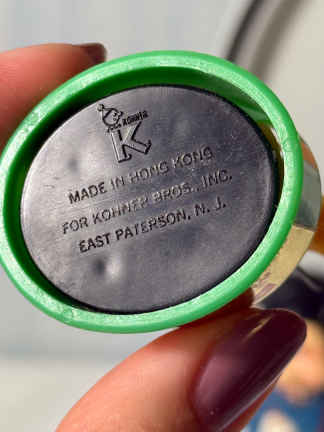 KOHNER
K
MADE IN HONG KONG
FOR KOHNER BROS., INC.
EAST PATERSON, N. J.